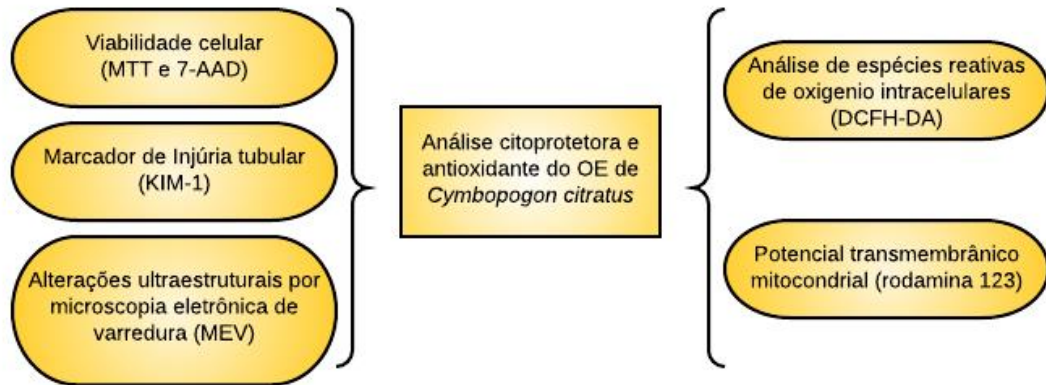 Viabilidade celular
(MTT e 7-AAD)
Marcador de Injúria tubular
(KIM-1)
Alterações ultraestruturais por
microscopia eletrônica de
varredura (MEV)
Análise citoprotetora e
antioxidante do OE de
Cymbopogon citratus
Análise de espécies reativas
de oxigenio intracelulares
(DCFH-DA)
Potencial transmembrânico
mitocondrial (rodamina 123)